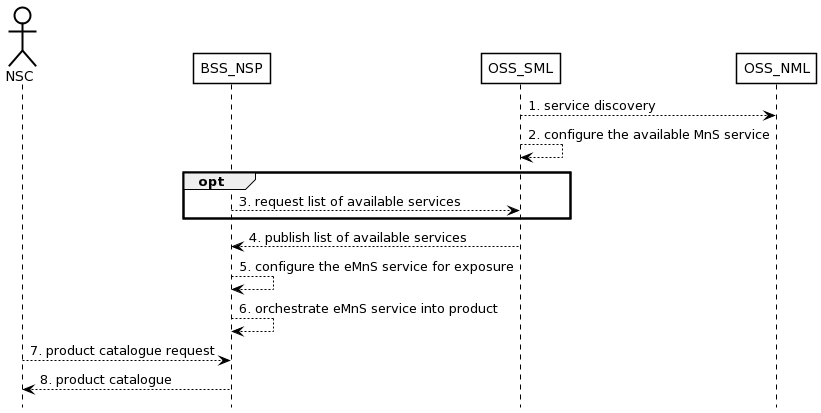 NSC
BSS_NSP
OSS_SML
OSS_NML
1. service discovery
2. configure the available MnS service
opt
3. request list of available services
4. publish list of available services
5. configure the eMnS service for exposure
6. orchestrate eMnS service into product
7. product catalogue request
8. product catalogue